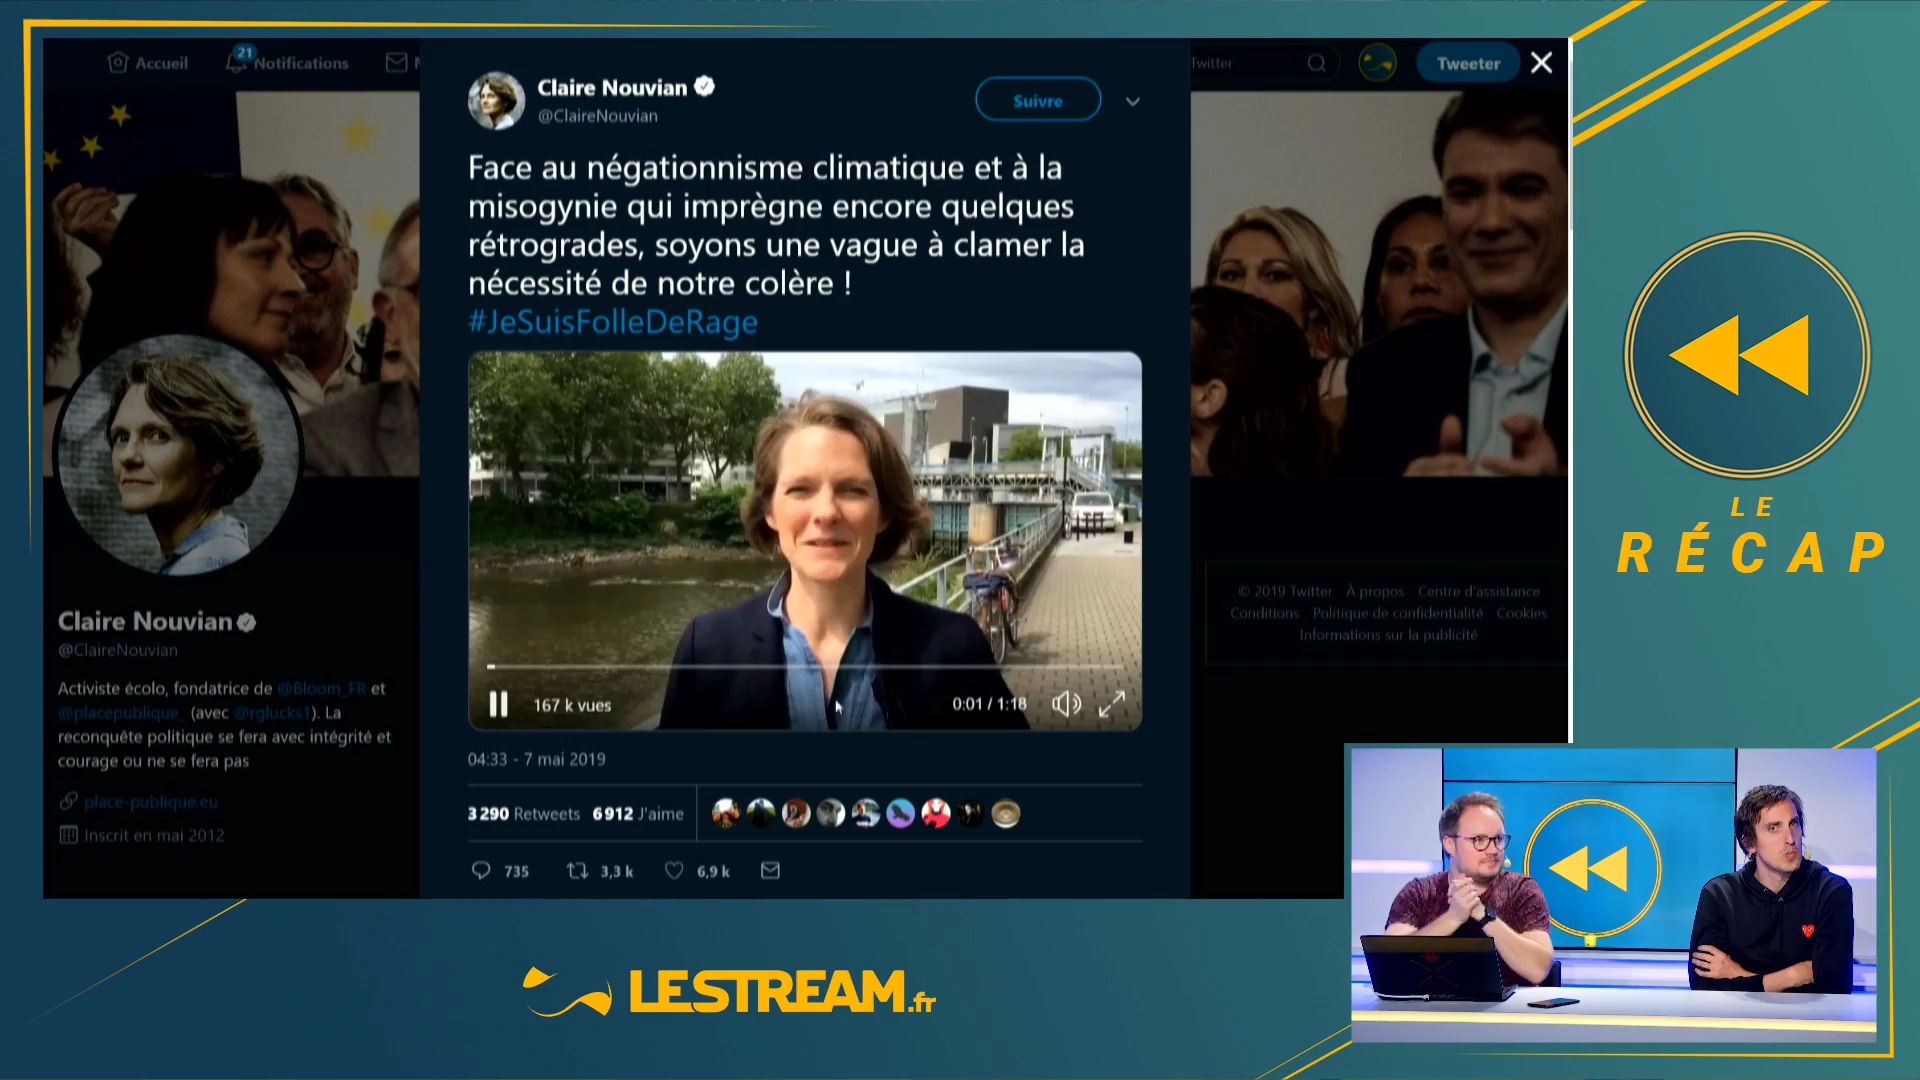 Accueil
21
Notifications
Twitter
Tweeter
Claire Nouvian
@ClaireNouvian
Suivre
Face au négationnisme climatique et à la
misogynie qui imprègne encore quelques
rétrogrades, soyons une vague à clamer la
nécessité de notre colère !
#JeSuisFolleDeRage
167 k vues
0:01 / 1:18
04:33 - 7 mai 2019
3 290 Retweets 6 912 J'aime
735 3,3 k 6,9 k
Claire Nouvian
@ClaireNouvian
Activiste écolo, fondatrice de @Bloom_FR et
@placepublique_ (avec @rglucks1). La
reconquête politique se fera avec intégrité et
courage ou ne se fera pas
place-publique.eu
Inscrit en mai 2012
© 2019 Twitter À propos Centre d'assistance
Conditions Politique de confidentialité Cookies
Informations sur la publicité
LE
RÉCAP
LESTREAM.fr